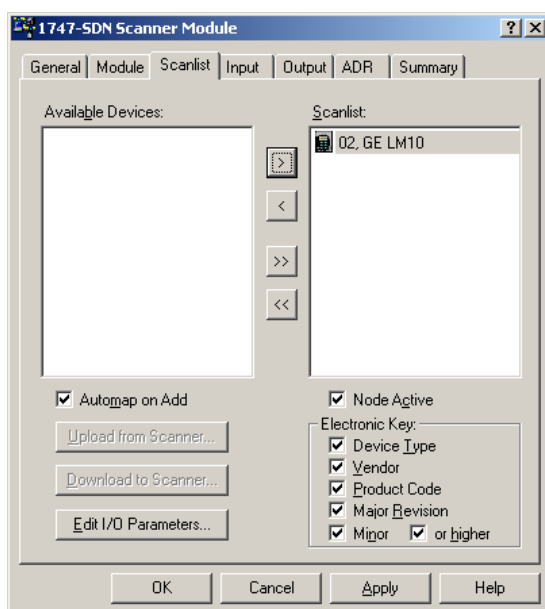 1747-SDN Scanner Module
General Module Scanlist Input Output ADR Summary
Available Devices:
Scanlist:
02, GE LM10
>
<
>>
<<
Automap on Add
Node Active
Upload from Scanner...
Download to Scanner...
Edit I/O Parameters...
Electronic Key:
Device Type
Vendor
Product Code
Major Revision
Minor or higher
OK Cancel Apply Help